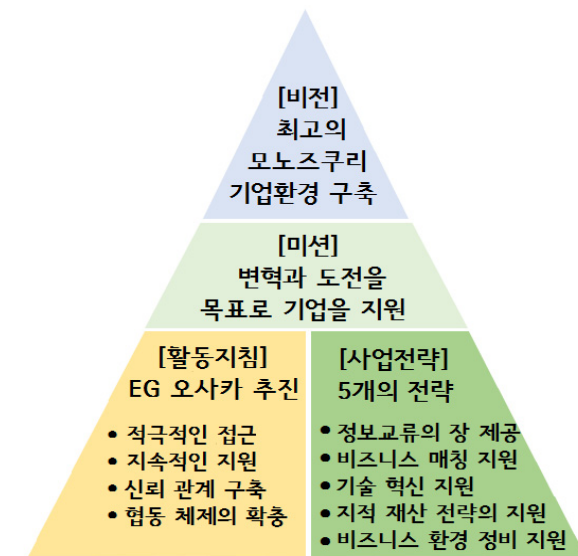 [비전]
최고의
모노즈쿠리
기업환경 구축
[미션]
변혁과 도전을
목표로 기업을 지원
[활동지침]
EG 오사카 추진
• 적극적인 접근
• 지속적인 지원
• 신뢰 관계 구축
• 협동 체제의 확충
[사업전략]
5개의 전략
• 정보교류의 장 제공
• 비즈니스 매칭 지원
• 기술 혁신 지원
• 지적 재산 전략의 지원
• 비즈니스 환경 정비 지원